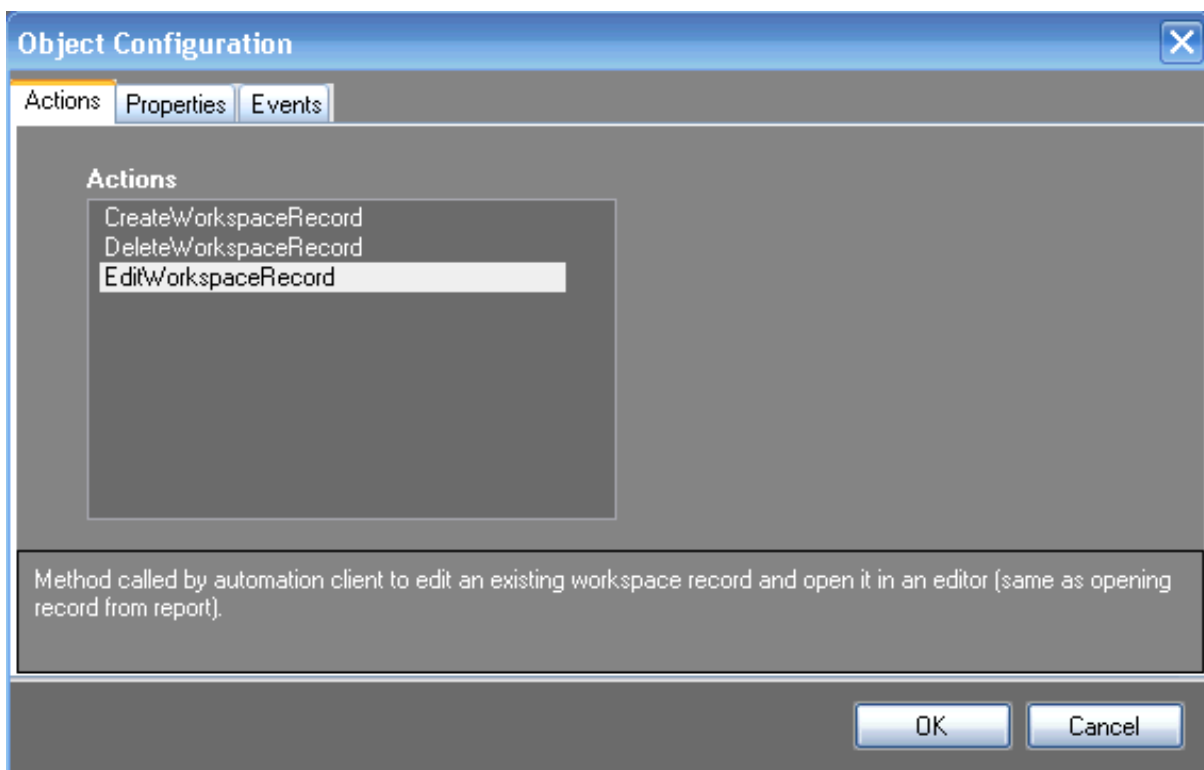 Object Configuration
Actions Properties Events
Actions
CreateWorkspaceRecord
DeleteWorkspaceRecord
EditWorkspaceRecord
Method called by automation client to edit an existing workspace record and open it in an editor (same as opening
record from report).
OK Cancel